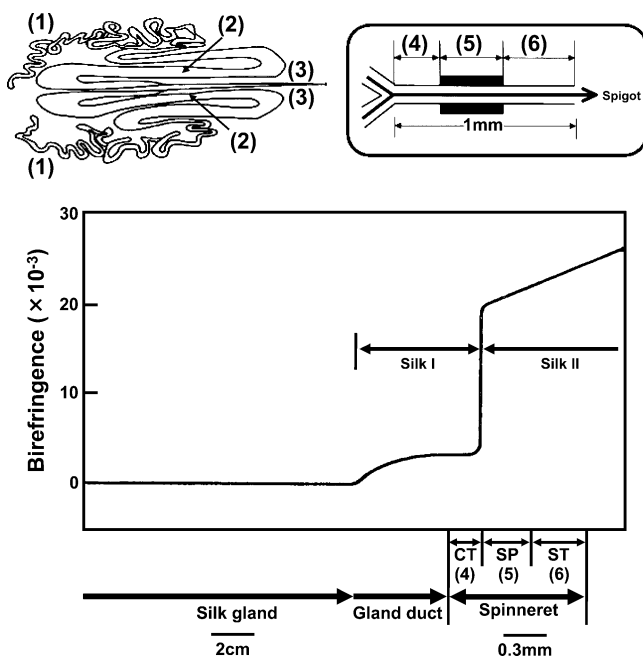 (1)
(2)
(3)
(3)
(2)
(1)
(4) (5) (6)
Spigot
1mm
Birefringence ( × 10⁻³)
30
20
10
0
Silk I
Silk II
CT SP ST
(4) (5) (6)
Silk gland Gland duct Spinneret
2cm 0.3mm